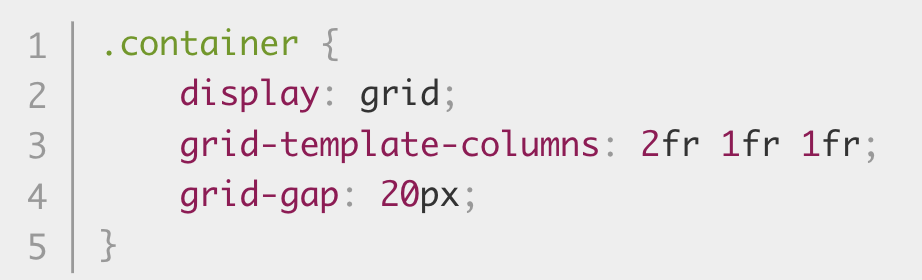 1 .container {
2     display: grid;
3     grid-template-columns: 2fr 1fr 1fr;
4     grid-gap: 20px;
5 }